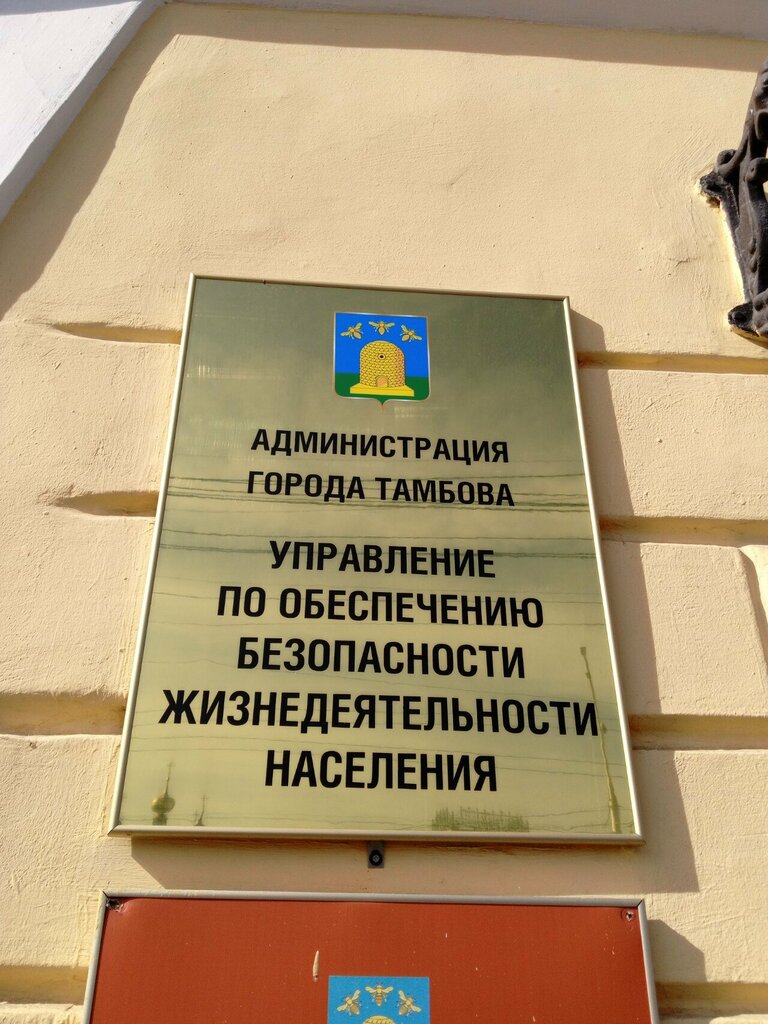 АДМИНИСТРАЦИЯ
ГОРОДА ТАМБОВА
УПРАВЛЕНИЕ
ПО ОБЕСПЕЧЕНИЮ
БЕЗОПАСНОСТИ
ЖИЗНЕДЕЯТЕЛЬНОСТИ
НАСЕЛЕНИЯ